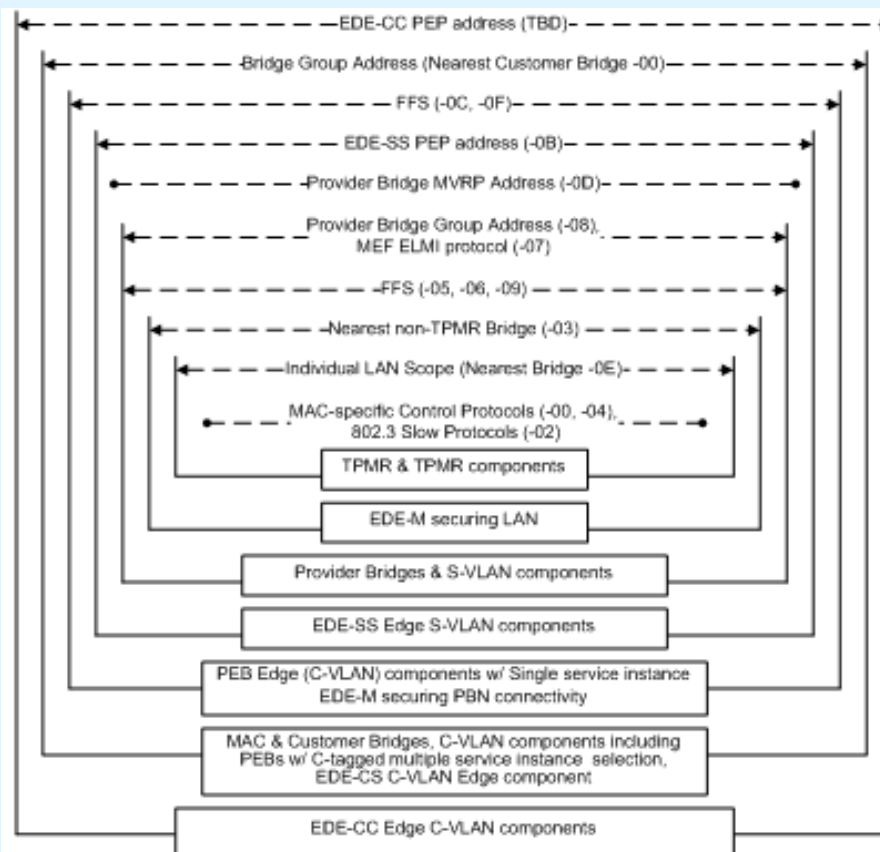 EDE-CC PEP address (TBD)
Bridge Group Address (Nearest Customer Bridge -00)
FFS (-0C, -0F)
EDE-SS PEP address (-0B)
Provider Bridge MVRP Address (-0D)
Provider Bridge Group Address (-08),
MEF ELMI protocol (-07)
FFS (-05, -06, -09)
Nearest non-TPMR Bridge (-03)
Individual LAN Scope (Nearest Bridge -0E)
MAC-specific Control Protocols (-00, -04),
802.3 Slow Protocols (-02)
TPMR & TPMR components
EDE-M securing LAN
Provider Bridges & S-VLAN components
EDE-SS Edge S-VLAN components
PEB Edge (C-VLAN) components w/ Single service instance
EDE-M securing PBN connectivity
MAC & Customer Bridges, C-VLAN components including
PEBs w/ C-tagged multiple service instance selection,
EDE-CS C-VLAN Edge component
EDE-CC Edge C-VLAN components